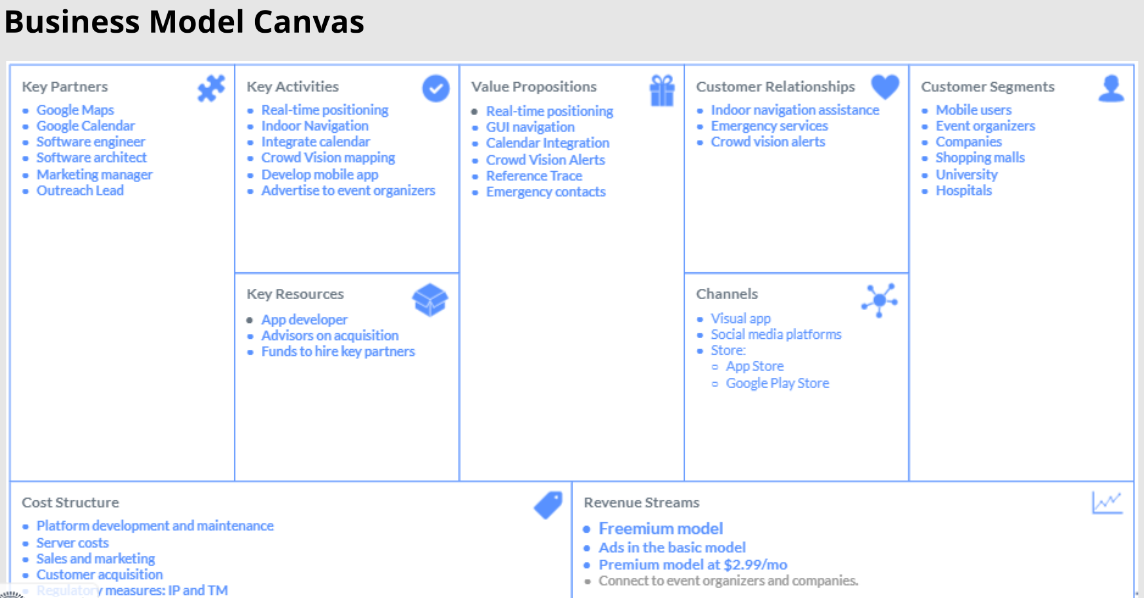 Business Model Canvas
Key Partners
Google Maps
Google Calendar
Software engineer
Software architect
Marketing manager
Outreach Lead
Key Activities
Real-time positioning
Indoor Navigation
Integrate calendar
Crowd Vision mapping
Develop mobile app
Advertise to event organizers
Key Resources
App developer
Advisors on acquisition
Funds to hire key partners
Value Propositions
Real-time positioning
GUI navigation
Calendar Integration
Crowd Vision Alerts
Reference Trace
Emergency contacts
Customer Relationships
Indoor navigation assistance
Emergency services
Crowd vision alerts
Channels
Visual app
Social media platforms
Store:
App Store
Google Play Store
Customer Segments
Mobile users
Event organizers
Companies
Shopping malls
University
Hospitals
Cost Structure
Platform development and maintenance
Server costs
Sales and marketing
Customer acquisition
Regulatory measures: IP and TM
Revenue Streams
Freemium model
Ads in the basic model
Premium model at $2.99/mo
Connect to event organizers and companies.